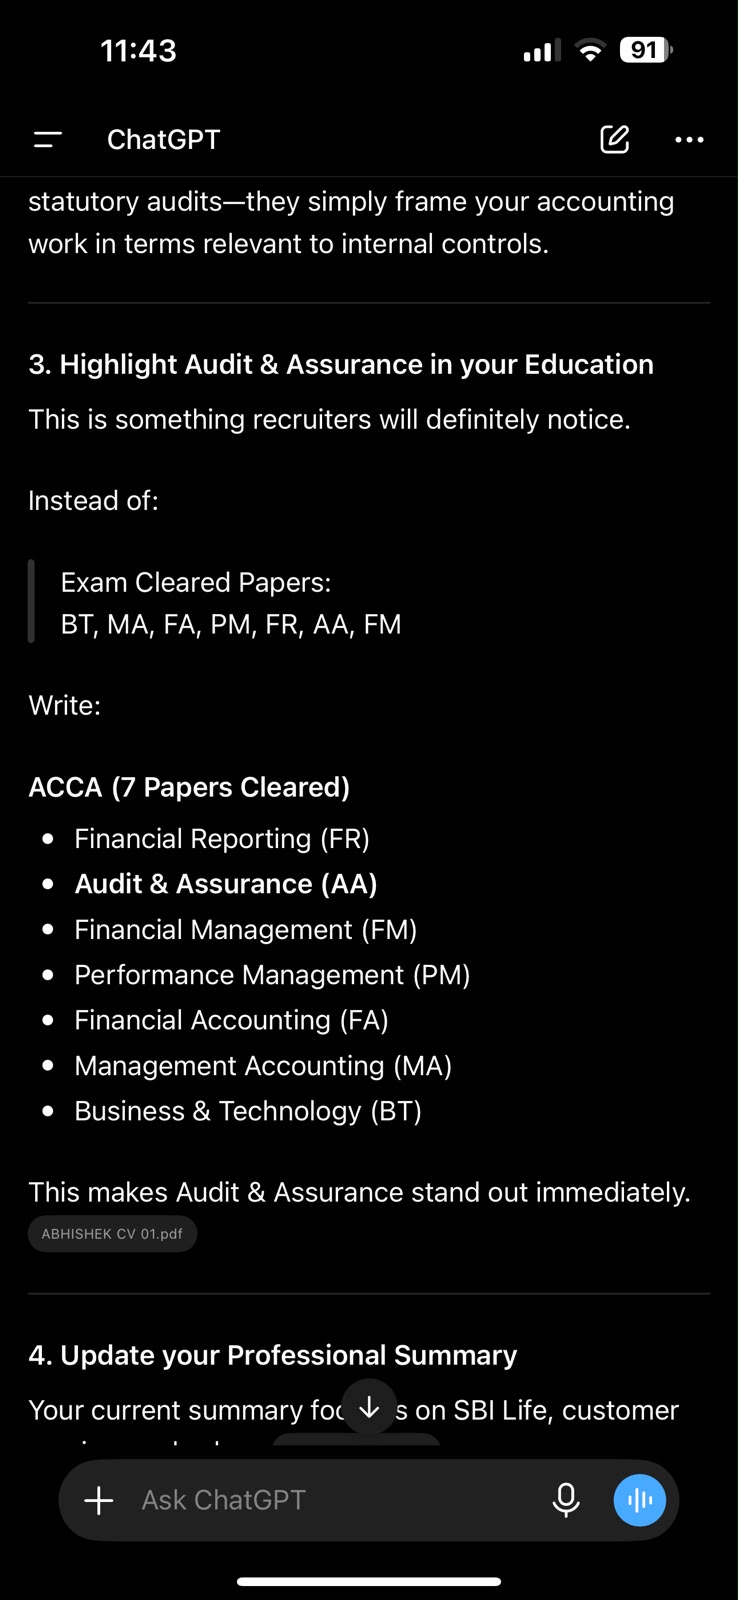 11:43
91
ChatGPT
statutory audits—they simply frame your accounting
work in terms relevant to internal controls.
3. Highlight Audit & Assurance in your Education
This is something recruiters will definitely notice.
Instead of:
Exam Cleared Papers:
BT, MA, FA, PM, FR, AA, FM
Write:
ACCA (7 Papers Cleared)
• Financial Reporting (FR)
• Audit & Assurance (AA)
• Financial Management (FM)
• Performance Management (PM)
• Financial Accounting (FA)
• Management Accounting (MA)
• Business & Technology (BT)
This makes Audit & Assurance stand out immediately.
ABHISHEK CV 01.pdf
4. Update your Professional Summary
Your current summary on SBI Life, customer
Ask ChatGPT